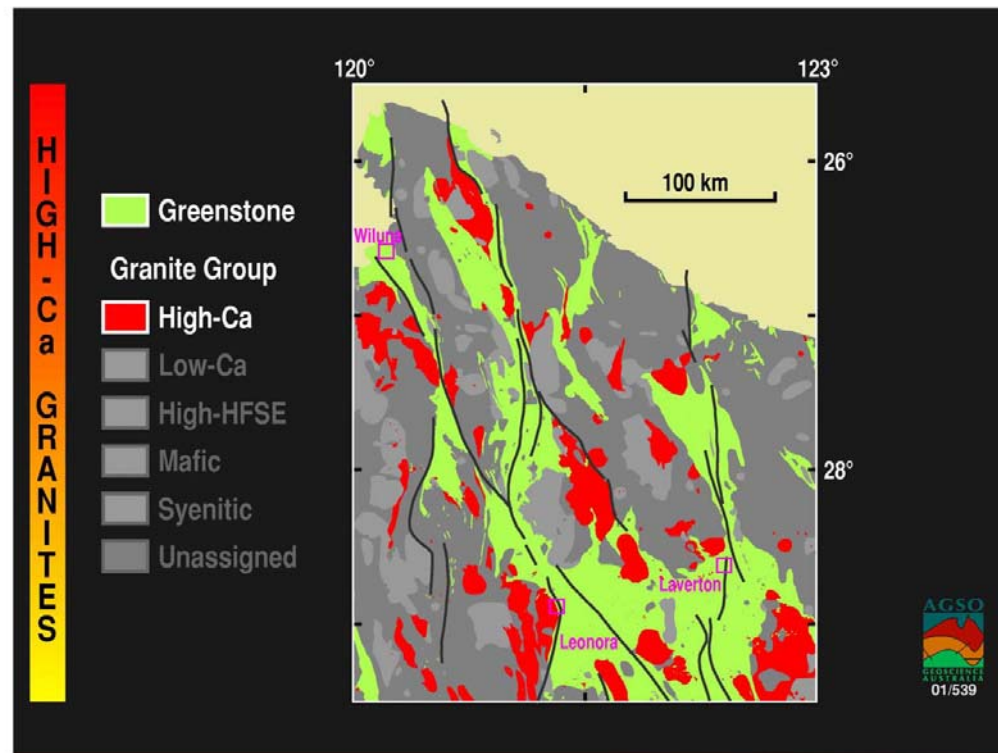 HIGH-Ca GRANITES
Greenstone
Granite Group
High-Ca
Low-Ca
High-HFSE
Mafic
Syenitic
Unassigned
120°
123°
26°
28°
100 km
Wiluna
Laverton
Leonora
AGSO
GEOSCIENCE
AUSTRALIA
01/539